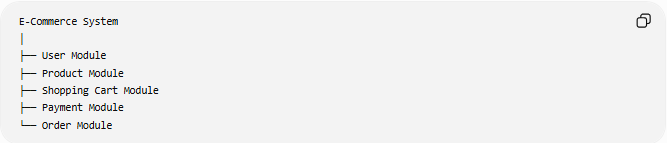 E-Commerce System
│
├── User Module
├── Product Module
├── Shopping Cart Module
├── Payment Module
└── Order Module